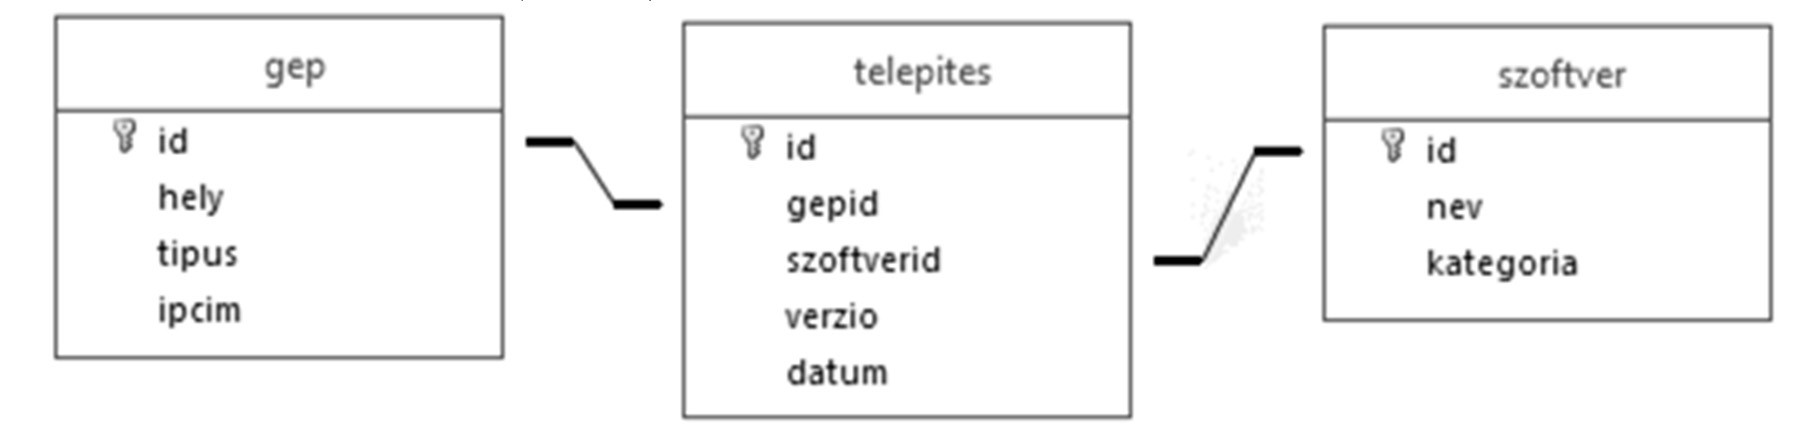 gep
id
hely
tipus
ipcim
telepites
id
gepid
szoftverid
verzio
datum
szoftver
id
nev
kategoria